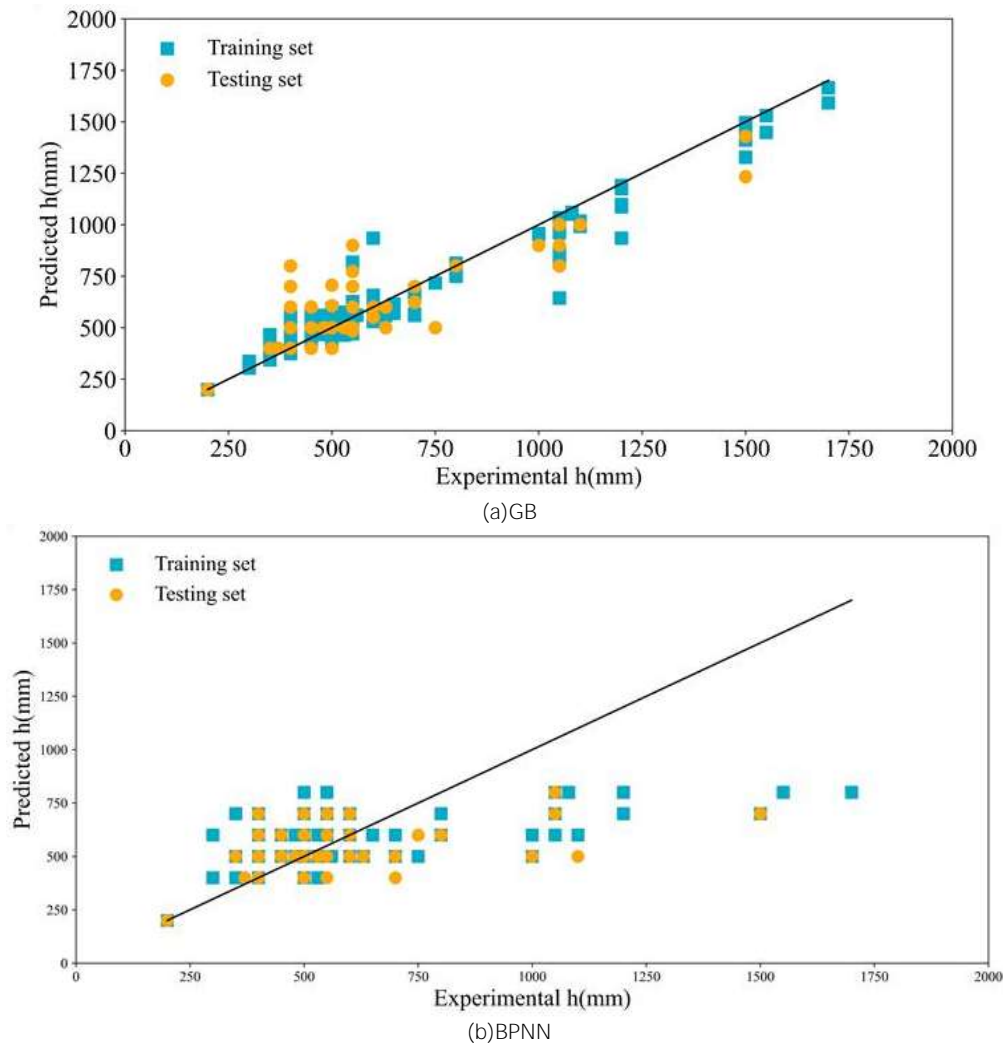 2000
1750
1500
1250
1000
750
500
250
0
Predicted h(mm)
Training set
Testing set
0 250 500 750 1000 1250 1500 1750 2000
Experimental h(mm)
(a)GB
2000
1750
1500
1250
1000
750
500
250
0
Predicted h(mm)
Training set
Testing set
0 250 500 750 1000 1250 1500 1750 2000
Experimental h(mm)
(b)BPNN